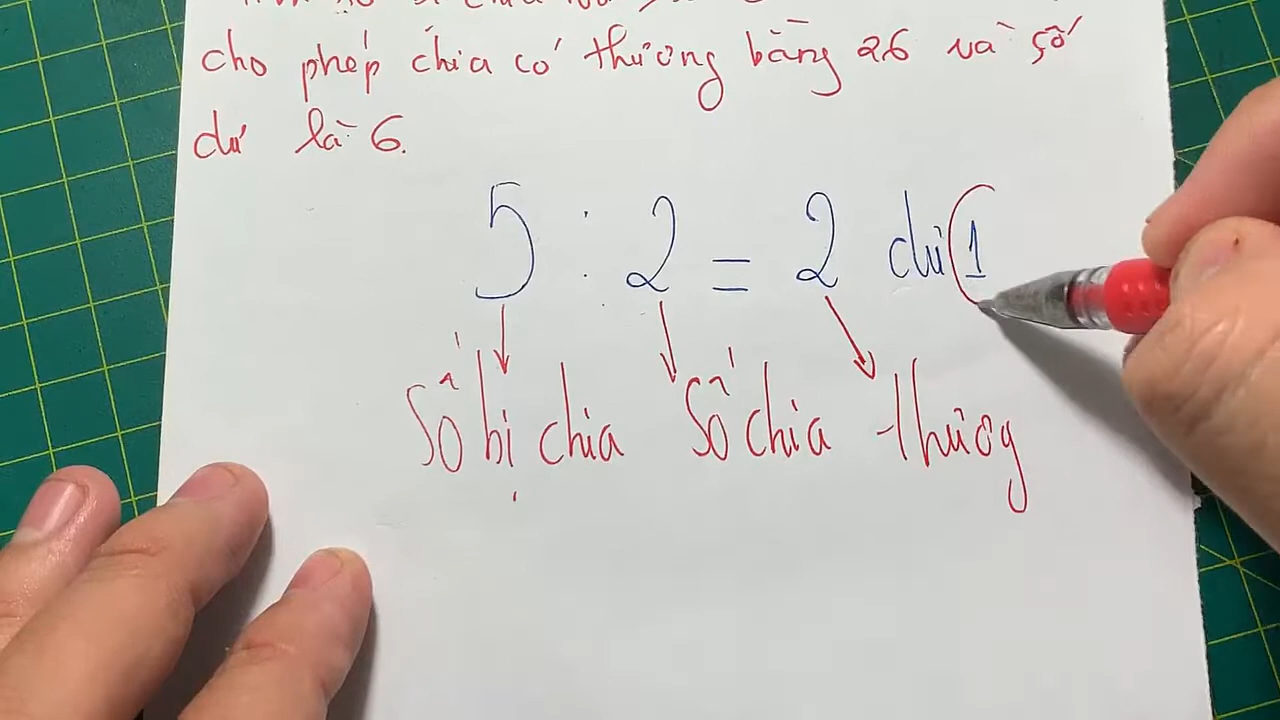 cho phép chia có thương bằng 26 và số
dư là 6.
5 : 2 = 2 dư 1
Số bị chia Số chia thương